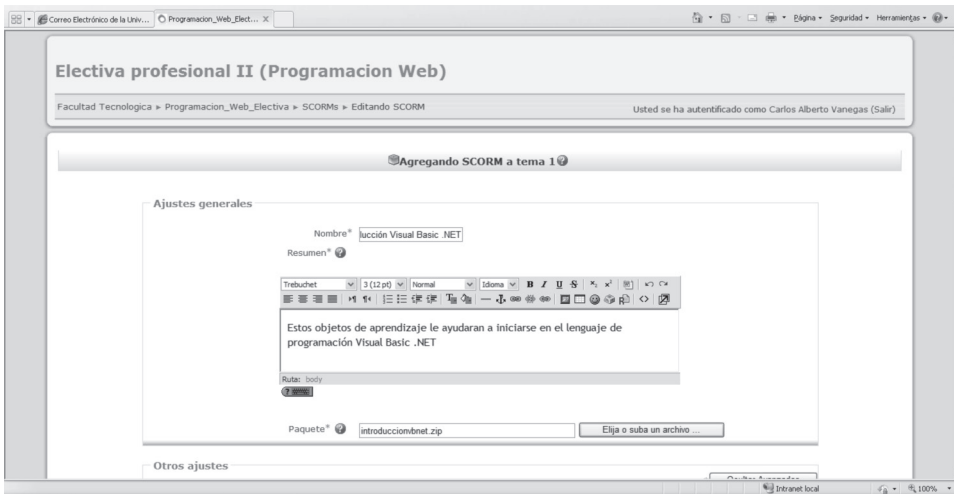 Correo Electrónico de la Univ...
Programacion_Web_Elect... X
Página
Seguridad
Herramientas
Electiva profesional II (Programacion Web)
Facultad Tecnologica ► Programacion_Web_Electiva ► SCORMs ► Editando SCORM
Usted se ha autentificado como Carlos Alberto Vanegas (Salir)
Agregando SCORM a tema 1
Ajustes generales
Nombre* lucción Visual Basic .NET
Resumen*
Trebuchet 3 (12 pt) Normal Idioma B I U S
Estos objetos de aprendizaje le ayudaran a iniciarse en el lenguaje de
programación Visual Basic .NET
Ruta: body
Paquete* introduccionvbnet.zip Elija o suba un archivo ...
Otros ajustes
Intranet local 100%